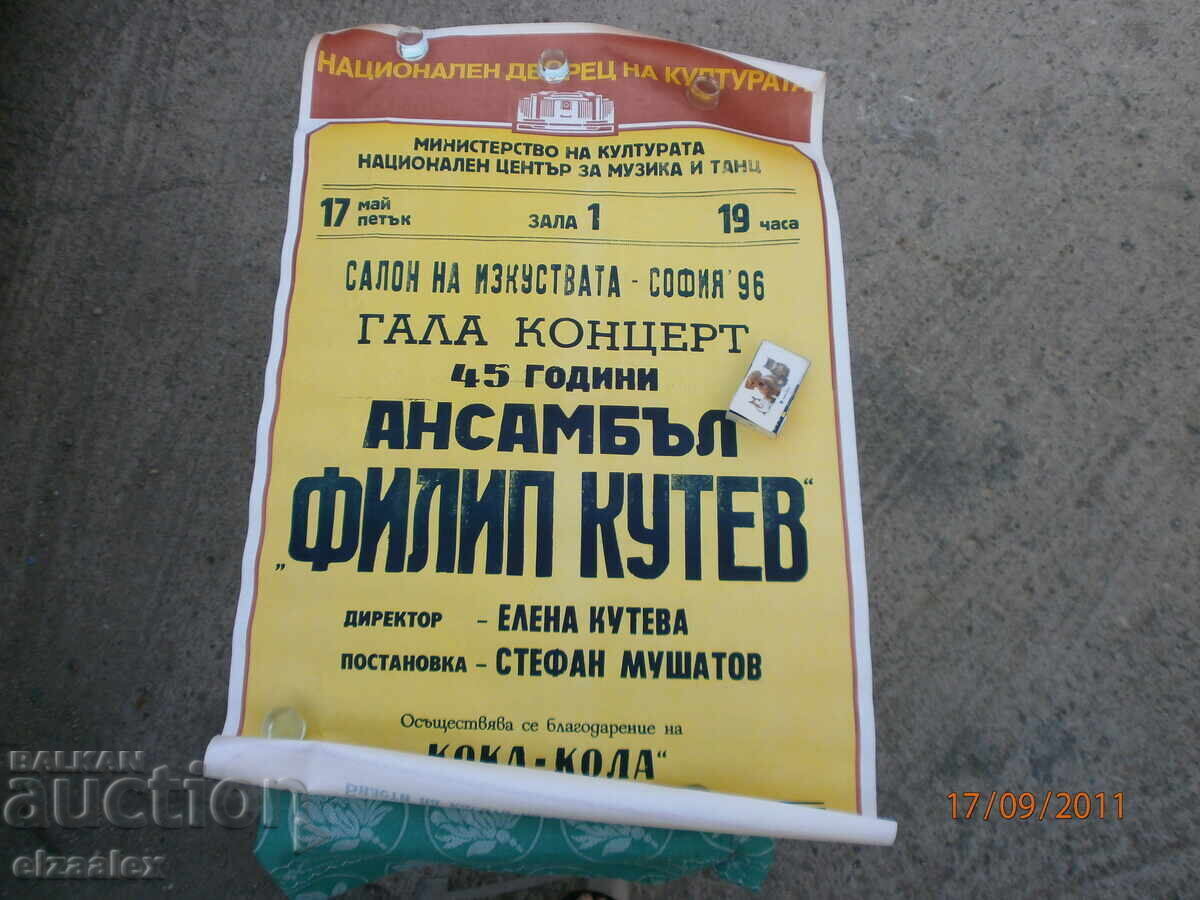 НАЦИОНАЛЕН ДВОРЕЦ НА КУЛТУРАТА
МИНИСТЕРСТВО НА КУЛТУРАТА
НАЦИОНАЛЕН ЦЕНТЪР ЗА МУЗИКА И ТАНЦ
17 май петък ЗАЛА 1 19 часа
САЛОН НА ИЗКУСТВАТА - СОФИЯ '96
ГАЛА КОНЦЕРТ
45 ГОДИНИ
АНСАМБЪЛ
„ФИЛИП КУТЕВ“
ДИРЕКТОР - ЕЛЕНА КУТЕВА
ПОСТАНОВКА - СТЕФАН МУШАТОВ
Осъществява се благодарение на
КОКА-КОЛА“
17/09/2011
BALKAN
auction
elzaalex